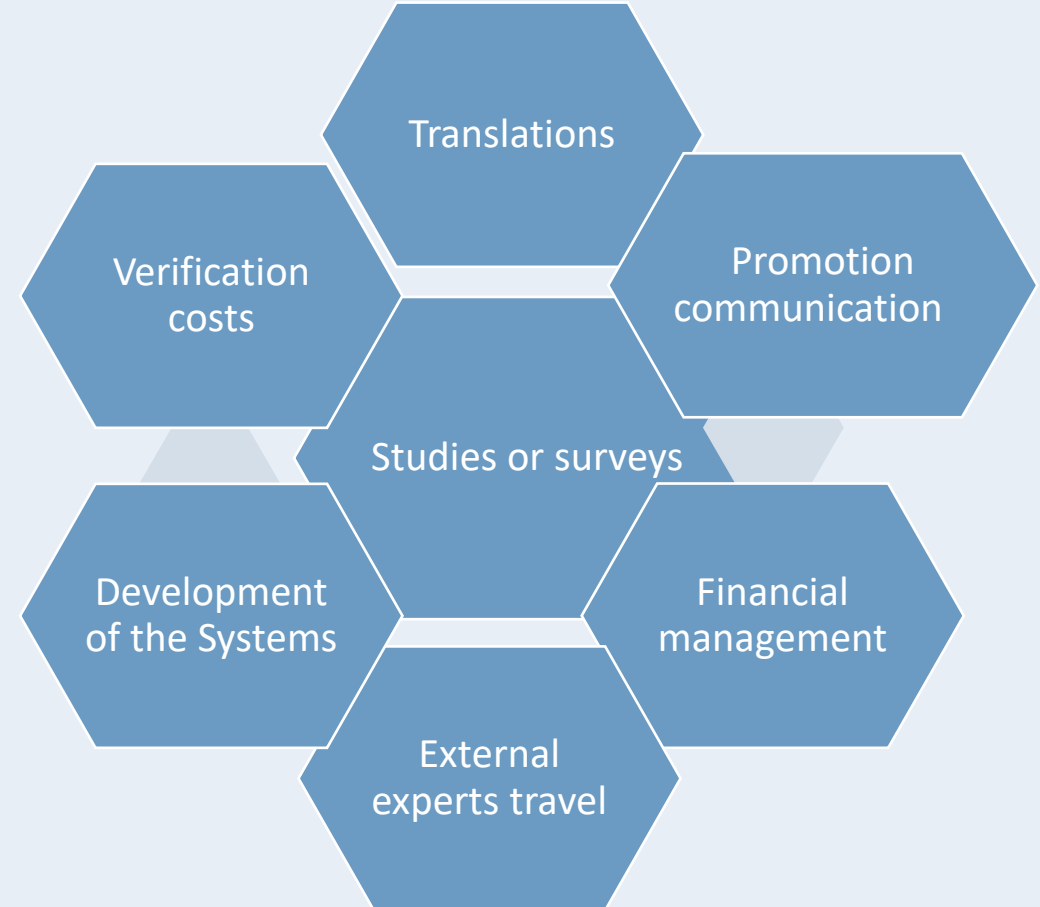 Translations
Promotion
communication
Verification
costs
Studies or surveys
Development
of the Systems
Financial
management
External
experts travel